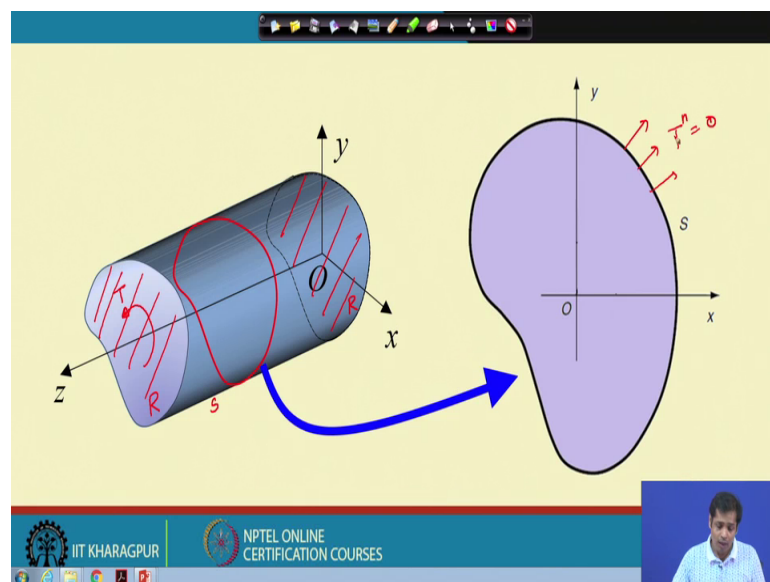 y
O
x
z
T
R
R
S
y
O
x
S
n
= 0
IIT KHARAGPUR
NPTEL ONLINE
CERTIFICATION COURSES